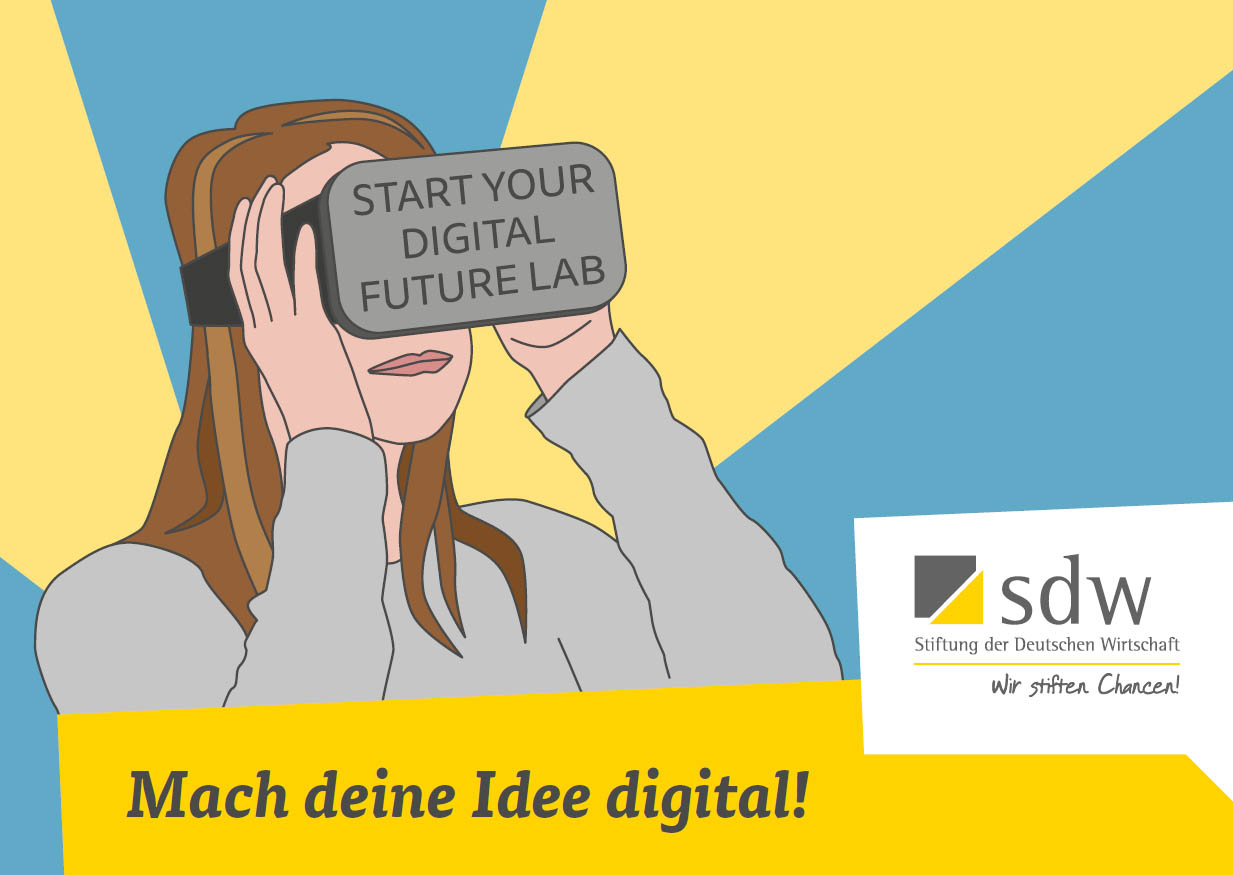 START YOUR
DIGITAL
FUTURE LAB
sdw
Stiftung der Deutschen Wirtschaft
Wir stiften Chancen!
Mach deine Idee digital!